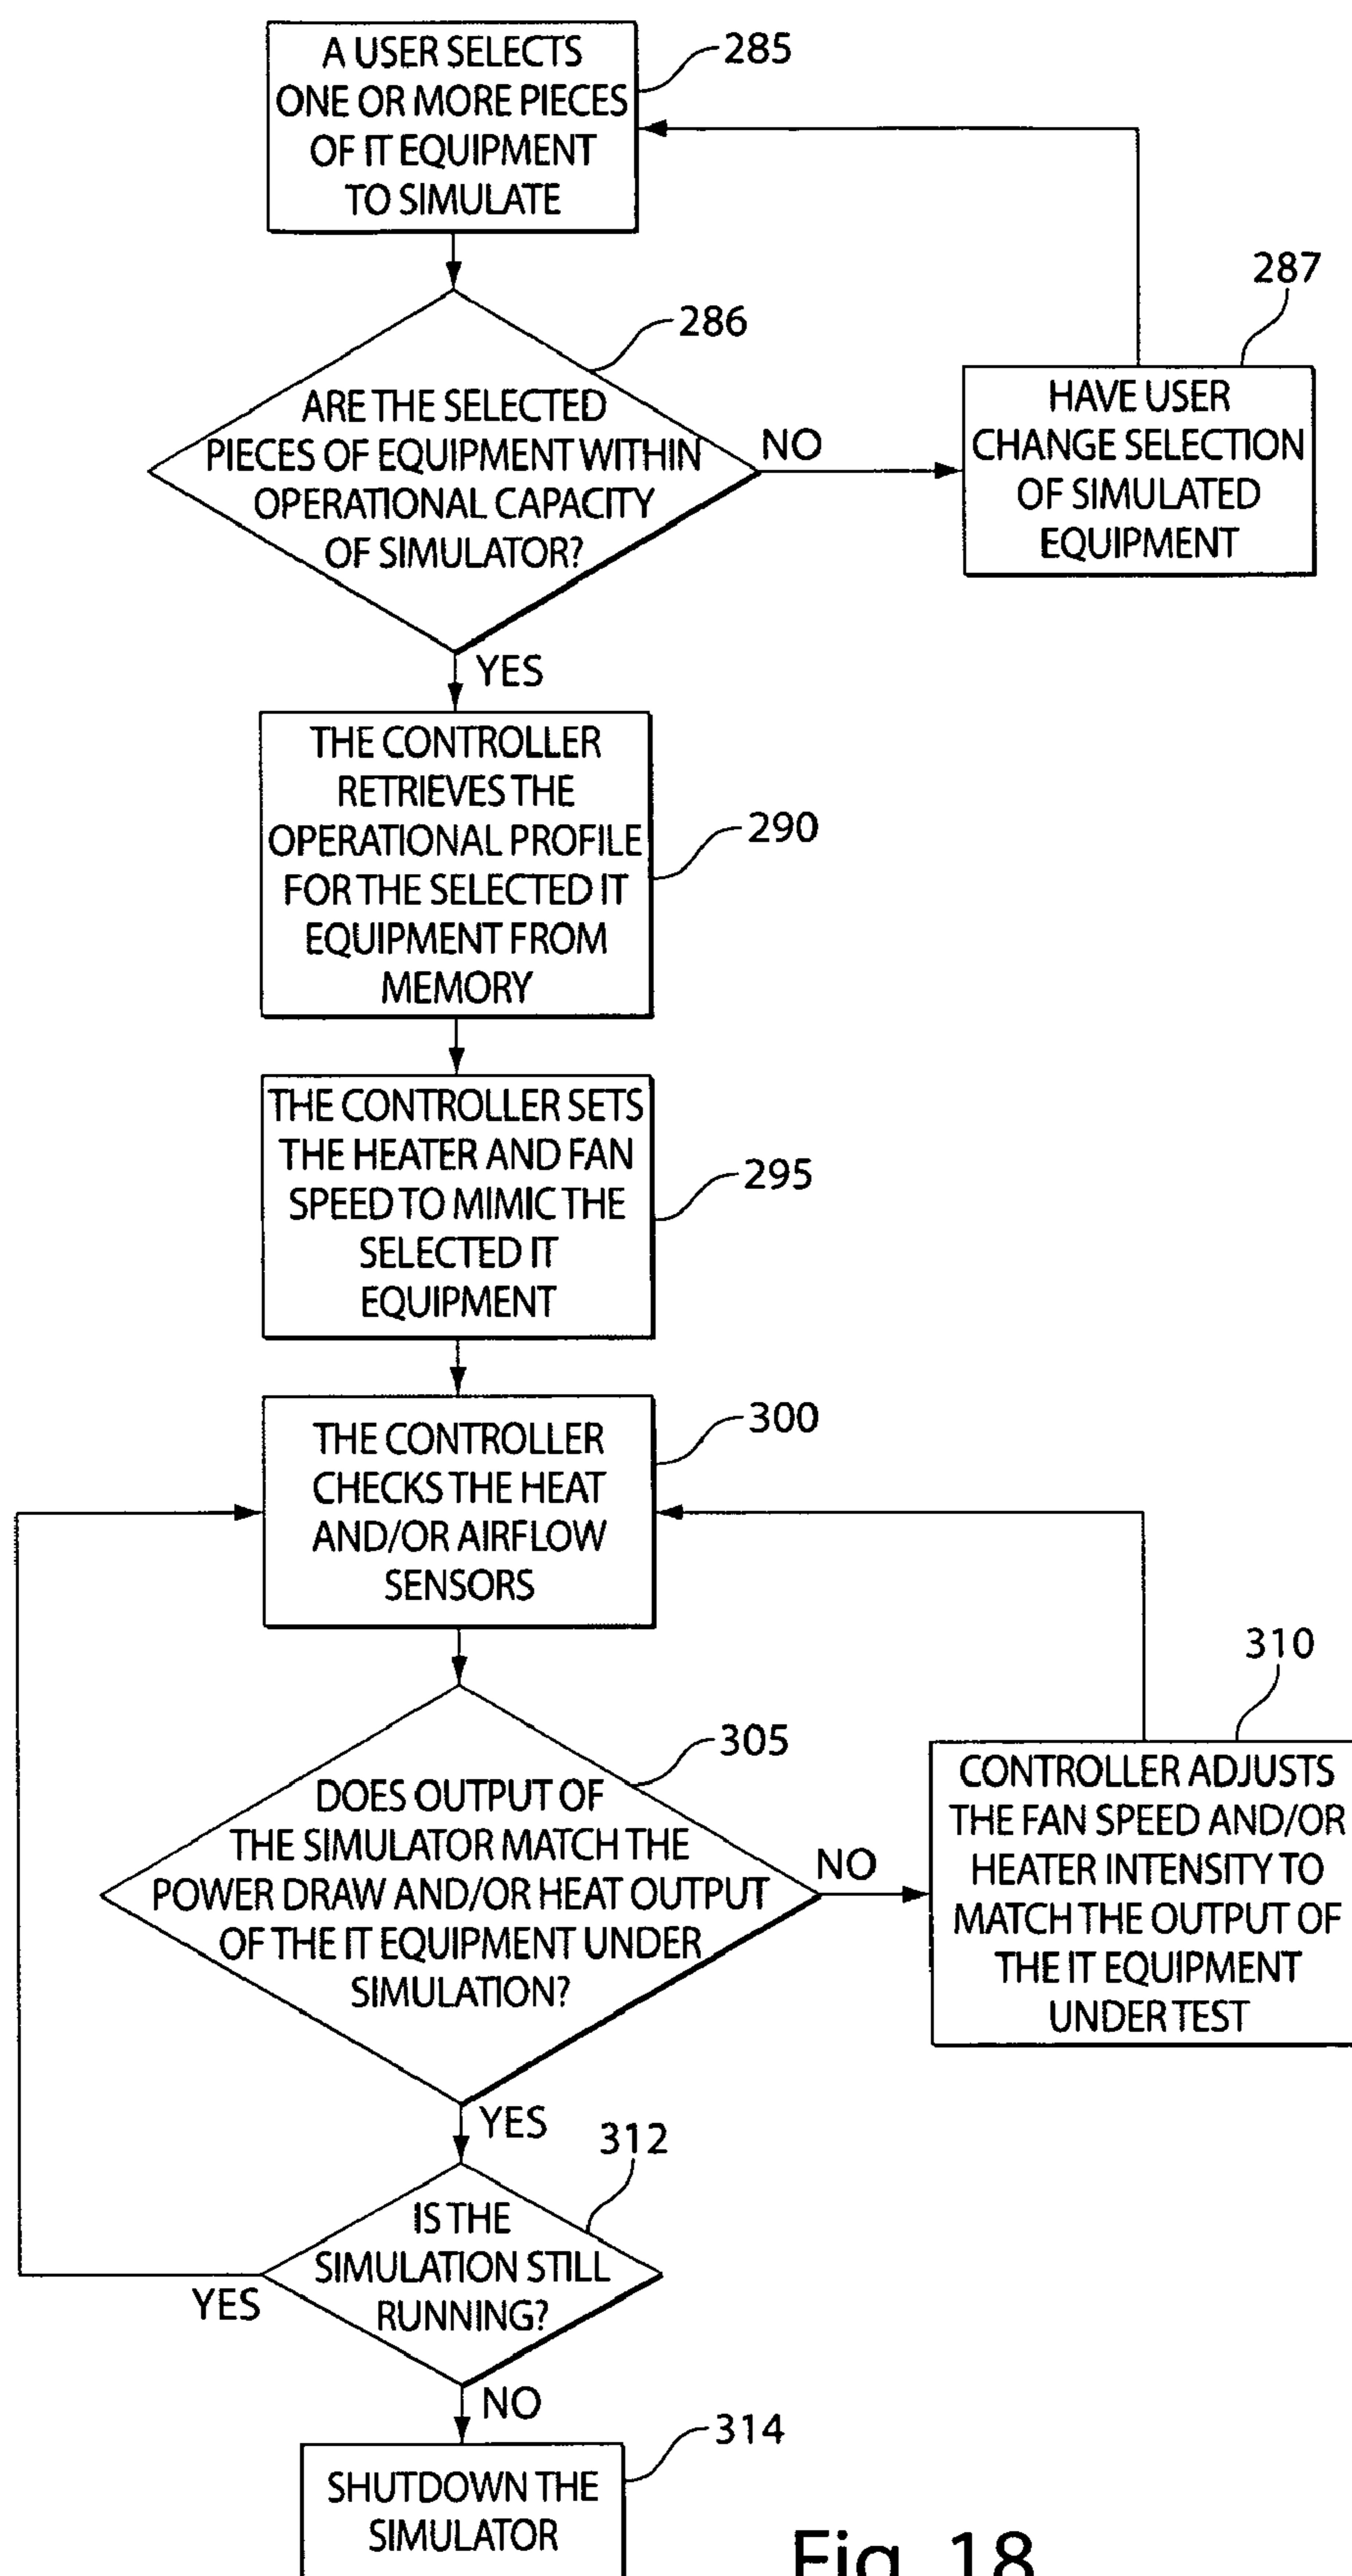 A USER SELECTS
ONE OR MORE PIECES
OF IT EQUIPMENT
TO SIMULATE
285
286
ARE THE SELECTED
PIECES OF EQUIPMENT WITHIN
OPERATIONAL CAPACITY
OF SIMULATOR?
NO
287
HAVE USER
CHANGE SELECTION
OF SIMULATED
EQUIPMENT
YES
THE CONTROLLER
RETRIEVES THE
OPERATIONAL PROFILE
FOR THE SELECTED IT
EQUIPMENT FROM
MEMORY
290
THE CONTROLLER SETS
THE HEATER AND FAN
SPEED TO MIMIC THE
SELECTED IT
EQUIPMENT
295
THE CONTROLLER
CHECKS THE HEAT
AND/OR AIRFLOW
SENSORS
300
305
DOES OUTPUT OF
THE SIMULATOR MATCH THE
POWER DRAW AND/OR HEAT OUTPUT
OF THE IT EQUIPMENT UNDER
SIMULATION?
NO
310
CONTROLLER ADJUSTS
THE FAN SPEED AND/OR
HEATER INTENSITY TO
MATCH THE OUTPUT OF
THE IT EQUIPMENT
UNDER TEST
YES
312
IS THE
SIMULATION STILL
RUNNING?
YES
NO
314
SHUTDOWN THE
SIMULATOR
Fig. 18